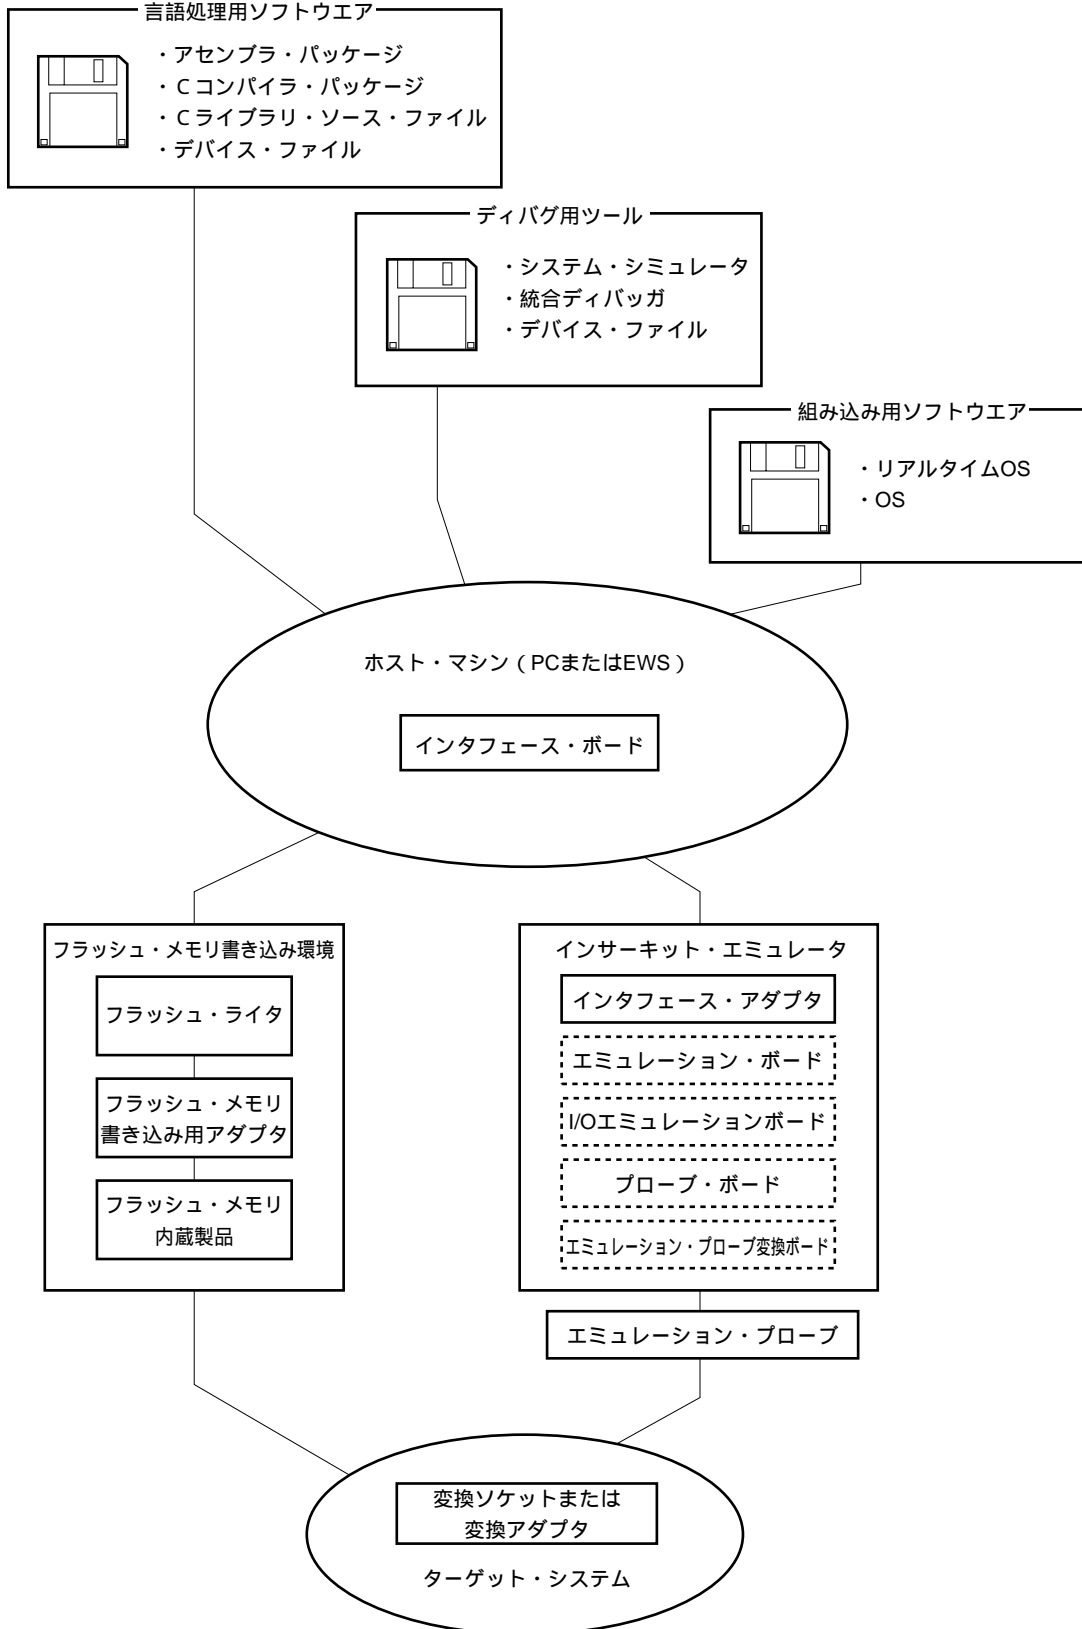 言語処理用ソフトウエア
・アセンブラ・パッケージ
・Cコンパイラ・パッケージ
・Cライブラリ・ソース・ファイル
・デバイス・ファイル
ディバグ用ツール
・システム・シミュレータ
・統合ディバッガ
・デバイス・ファイル
組み込み用ソフトウエア
・リアルタイムOS
・OS
ホスト・マシン(PCまたはEWS)
インタフェース・ボード
フラッシュ・メモリ書き込み環境
フラッシュ・ライタ
フラッシュ・メモリ
書き込み用アダプタ
フラッシュ・メモリ
内蔵製品
インサーキット・エミュレータ
インタフェース・アダプタ
エミュレーション・ボード
I/Oエミュレーションボード
プローブ・ボード
エミュレーション・プローブ変換ボード
エミュレーション・プローブ
変換ソケットまたは
変換アダプタ
ターゲット・システム